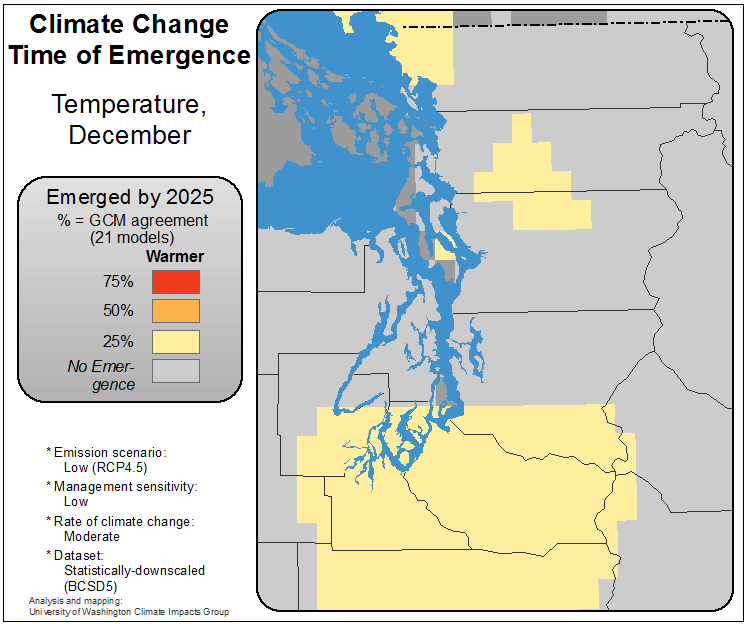 Climate Change
Time of Emergence
Temperature,
December
Emerged by 2025
% = GCM agreement
(21 models)
Warmer
75%
50%
25%
No Emer-
gence
* Emission scenario:
Low (RCP4.5)
* Management sensitivity:
Low
* Rate of climate change:
Moderate
* Dataset:
Statistically-downscaled
(BCSD5)
Analysis and mapping:
University of Washington Climate Impacts Group